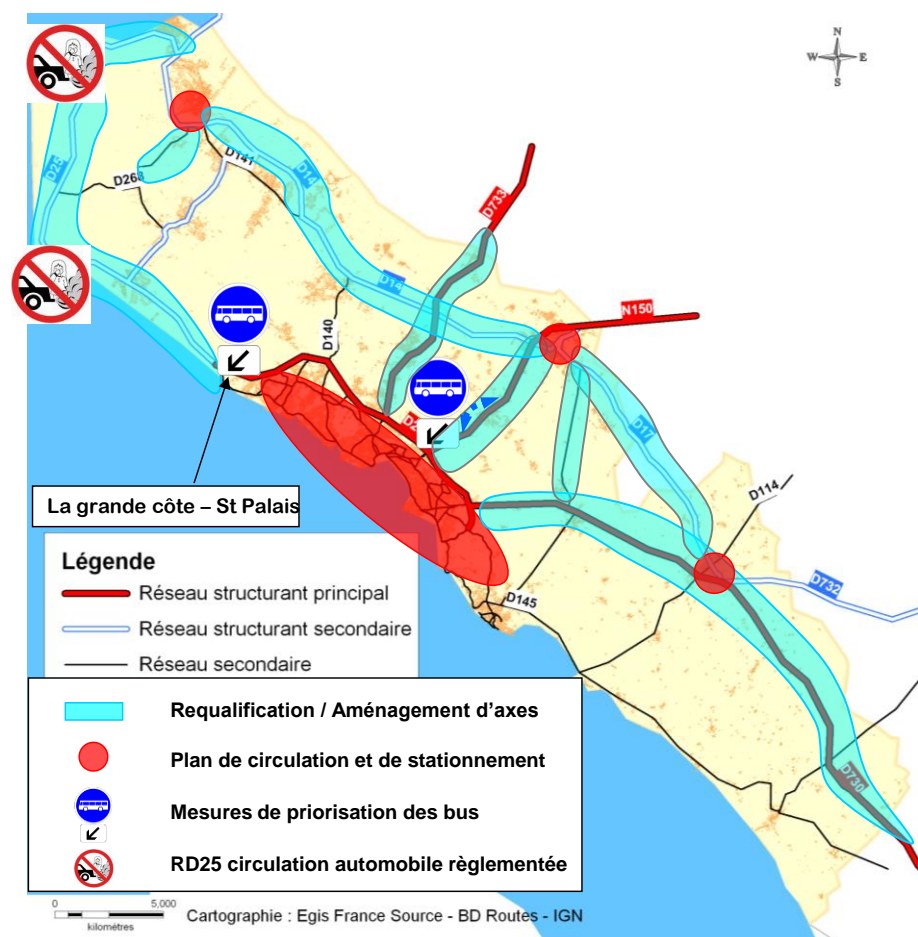 N
W E
S
D25
D268
D141
D14
D733
D14
N150
D140
D17
D114
La grande côte – St Palais
D732
D145
D730
Légende
Réseau structurant principal
Réseau structurant secondaire
Réseau secondaire
Requalification / Aménagement d'axes
Plan de circulation et de stationnement
Mesures de priorisation des bus
RD25 circulation automobile règlementée
0 5,000
kilomètres
Cartographie : Egis France Source - BD Routes - IGN